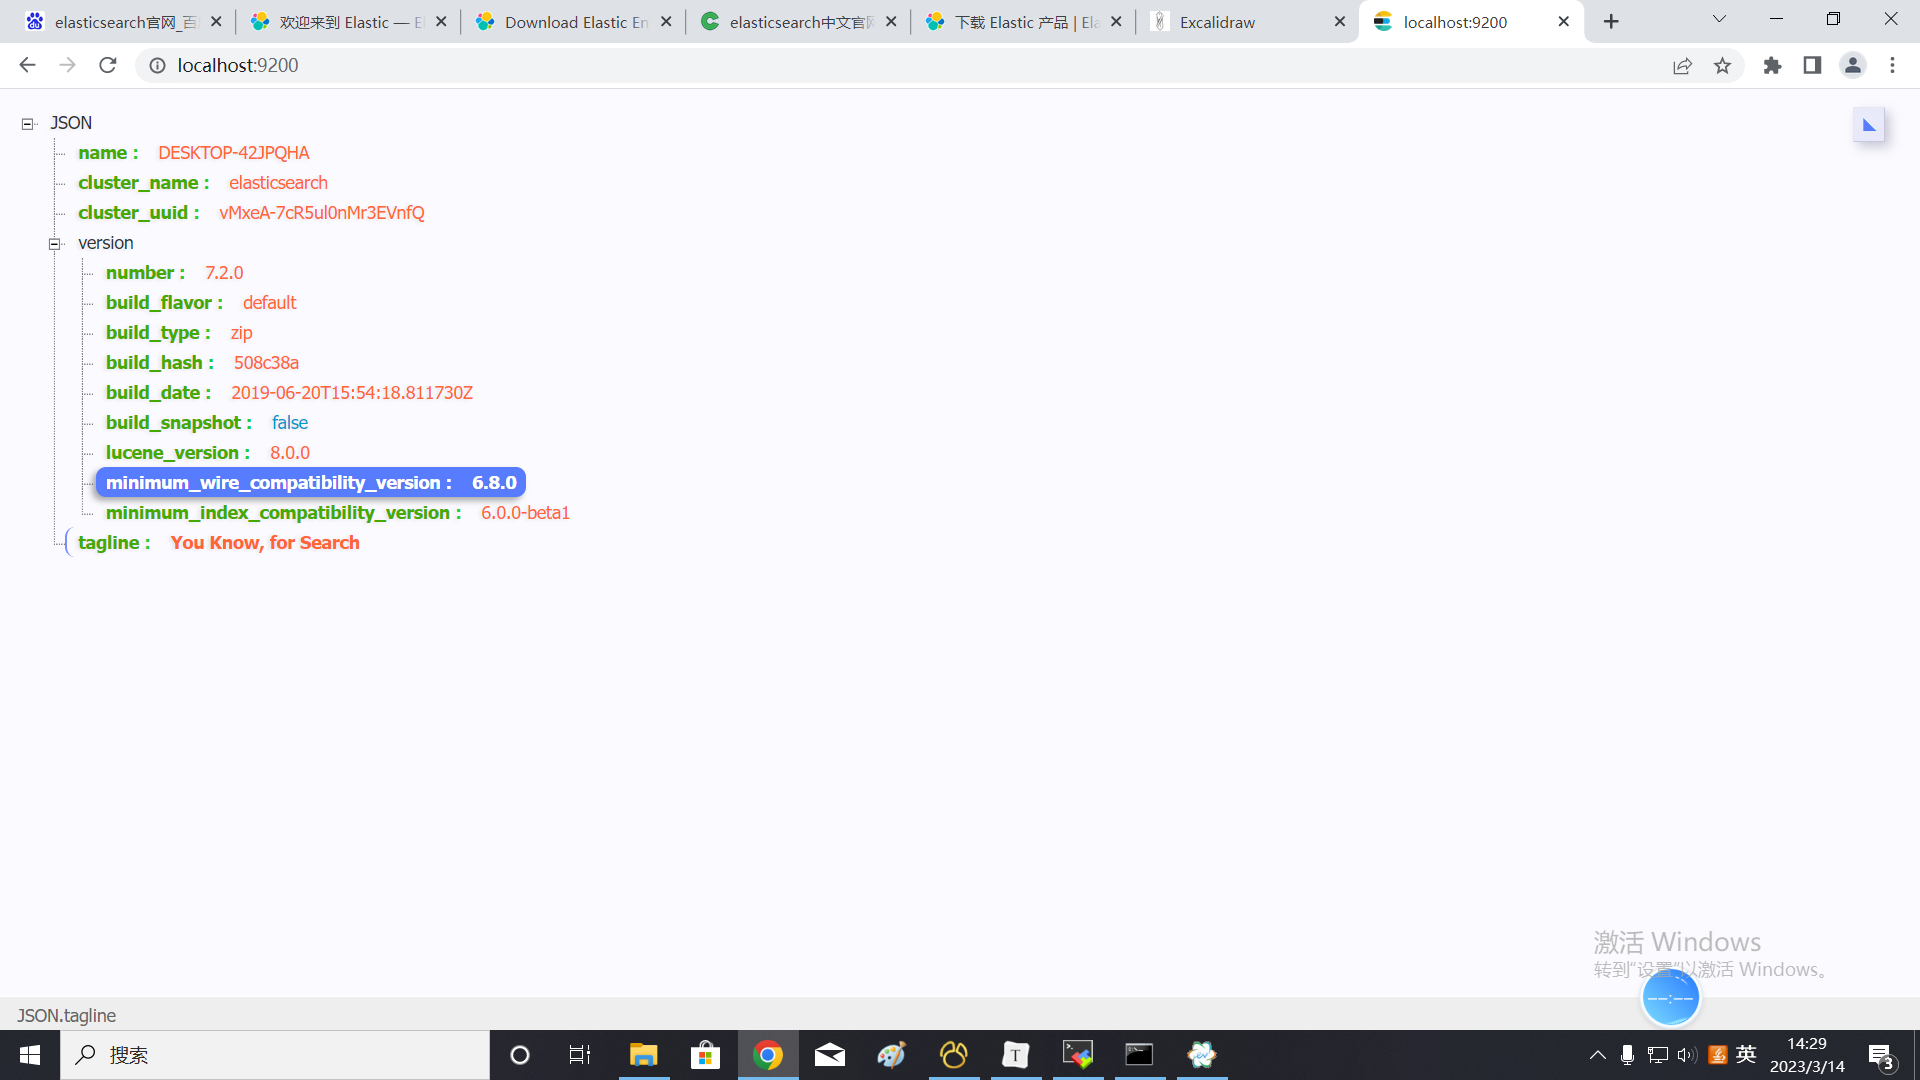 elasticsearch官网_百
欢迎来到 Elastic — E
Download Elastic En
elasticsearch中文官网
下载 Elastic 产品 | Ela
Excalidraw
localhost:9200
localhost:9200
JSON
name : DESKTOP-42JPQHA
cluster_name : elasticsearch
cluster_uuid : vMxeA-7cR5ul0nMr3EVnfQ
version
number : 7.2.0
build_flavor : default
build_type : zip
build_hash : 508c38a
build_date : 2019-06-20T15:54:18.811730Z
build_snapshot : false
lucene_version : 8.0.0
minimum_wire_compatibility_version : 6.8.0
minimum_index_compatibility_version : 6.0.0-beta1
tagline : You Know, for Search
激活 Windows
转到“设置”以激活 Windows。
--:--
JSON.tagline
搜索
英
14:29
2023/3/14
3